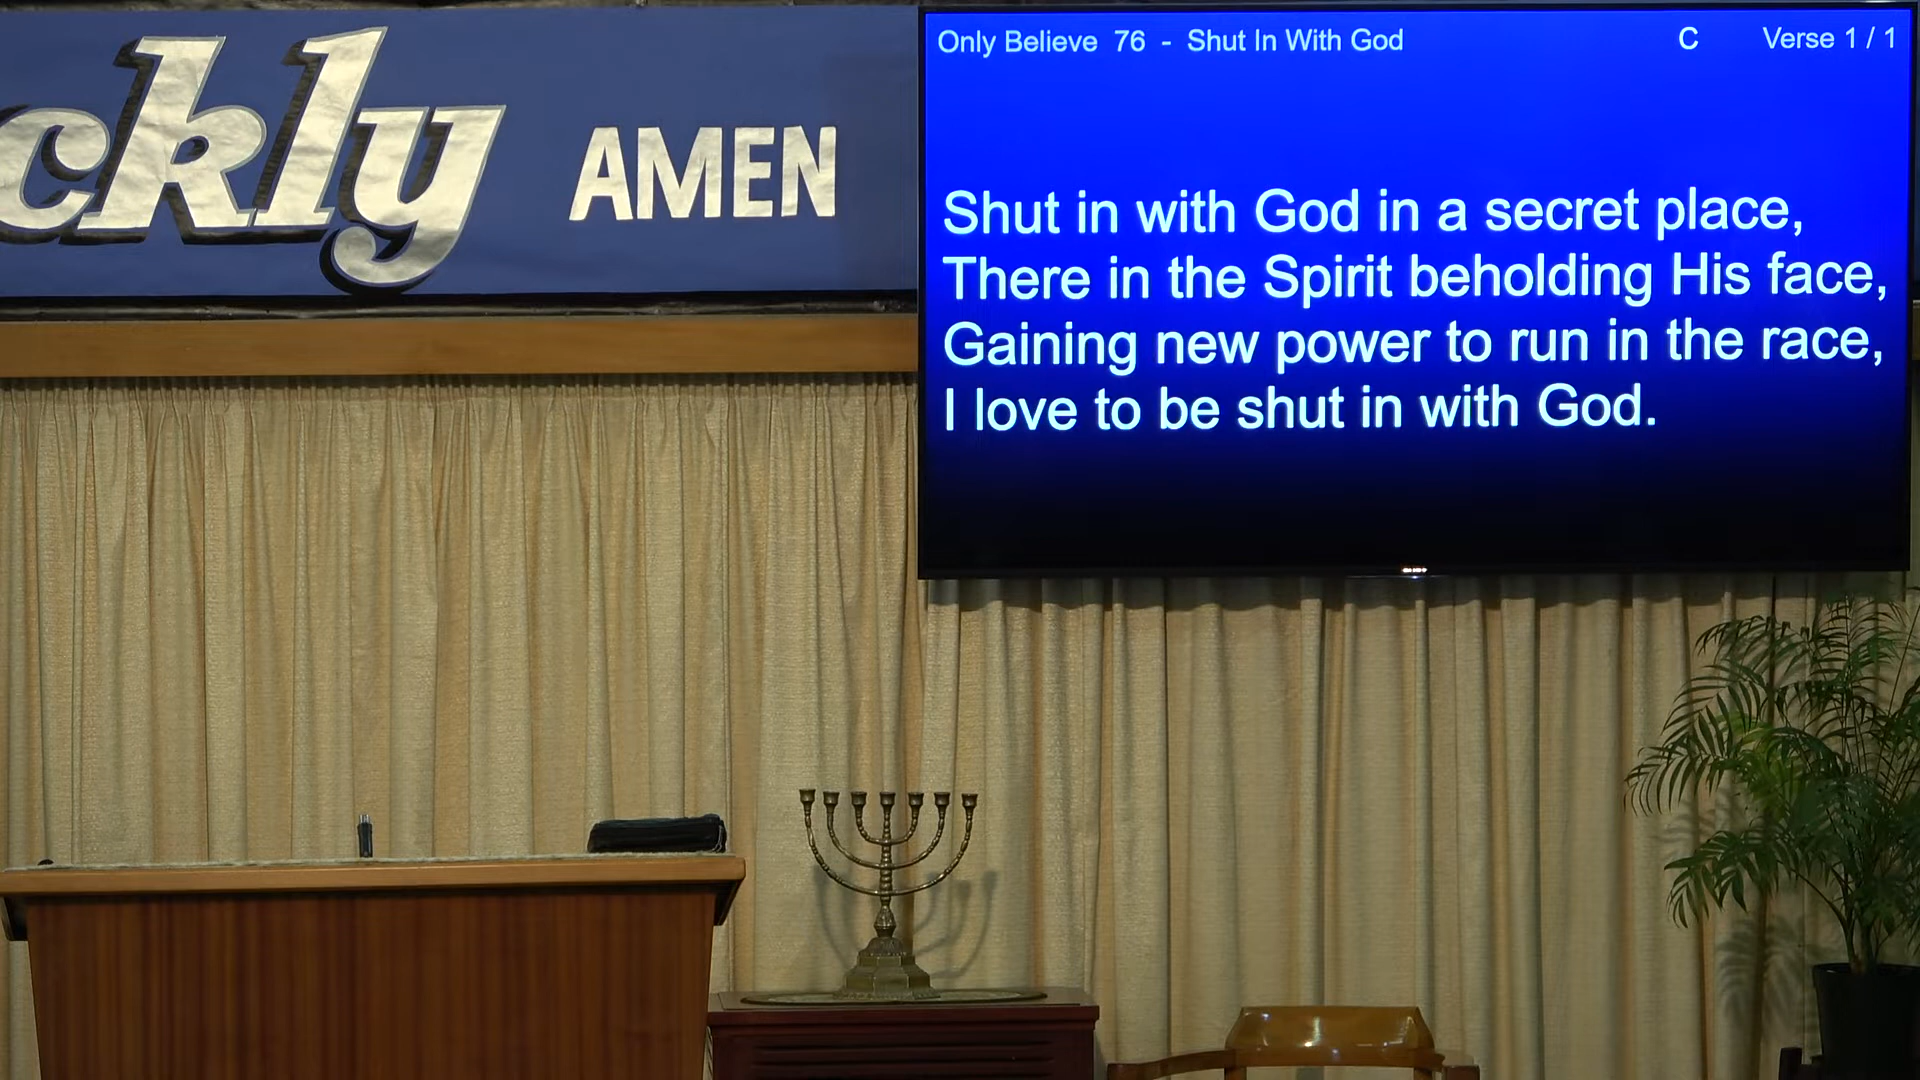 ckly AMEN
Only Believe 76 - Shut In With God C Verse 1 / 1
Shut in with God in a secret place,
There in the Spirit beholding His face,
Gaining new power to run in the race,
I love to be shut in with God.